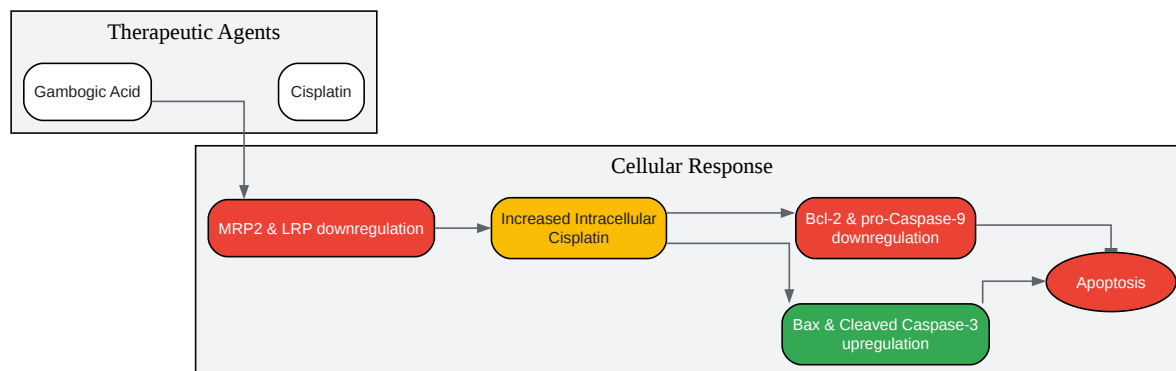 Therapeutic Agents
Gambogic Acid
Cisplatin
Cellular Response
MRP2 & LRP downregulation
Increased Intracellular
Cisplatin
Bcl-2 & pro-Caspase-9
downregulation
Apoptosis
Bax & Cleaved Caspase-3
upregulation